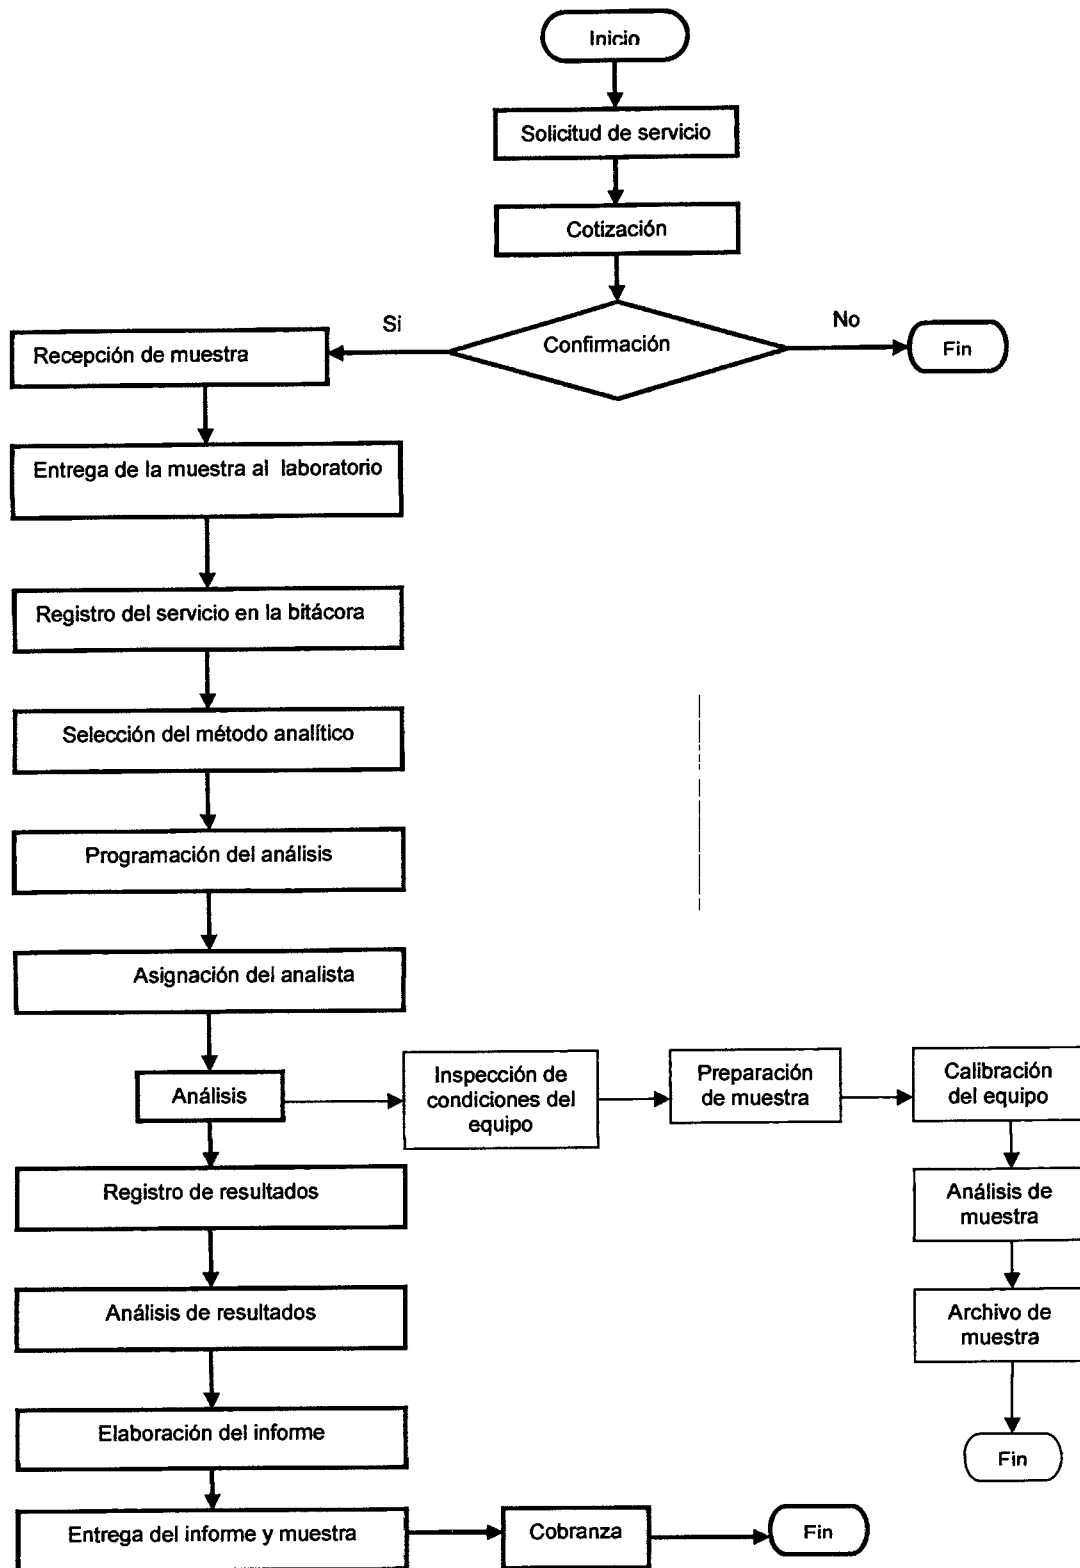 Inicio
Solicitud de servicio
Cotización
Confirmación
Si
No
Fin
Recepción de muestra
Entrega de la muestra al laboratorio
Registro del servicio en la bitácora
Selección del método analítico
Programación del análisis
Asignación del analista
Análisis
Inspección de
condiciones del
equipo
Preparación
de muestra
Calibración
del equipo
Análisis de
muestra
Archivo de
muestra
Fin
Registro de resultados
Análisis de resultados
Elaboración del informe
Entrega del informe y muestra
Cobranza
Fin